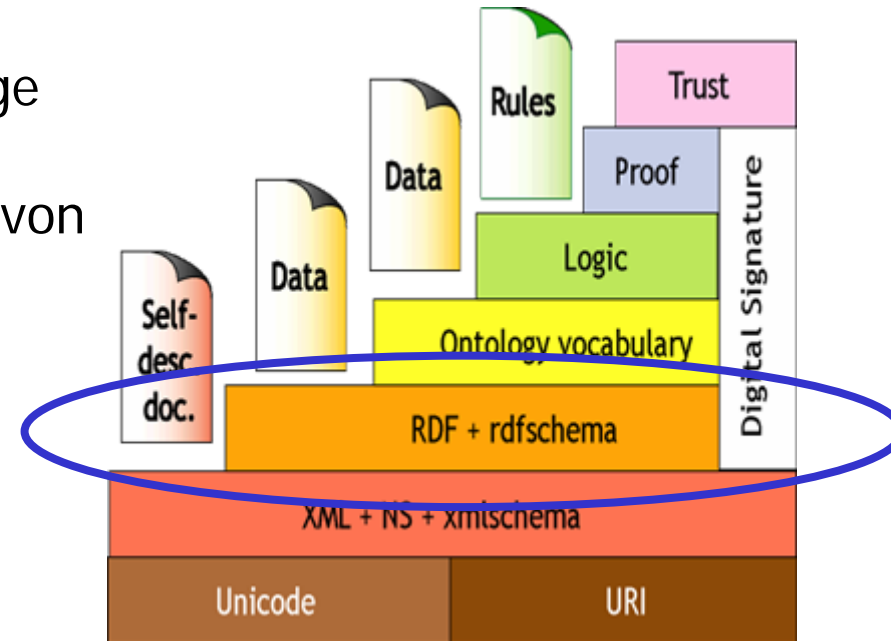 ge
von
Rules
Trust
Data
Proof
Data
Logic
Self-
desc.
doc.
Ontology vocabulary
Digital Signature
RDF + rdfschema
XML + NS + xmlschema
Unicode
URI